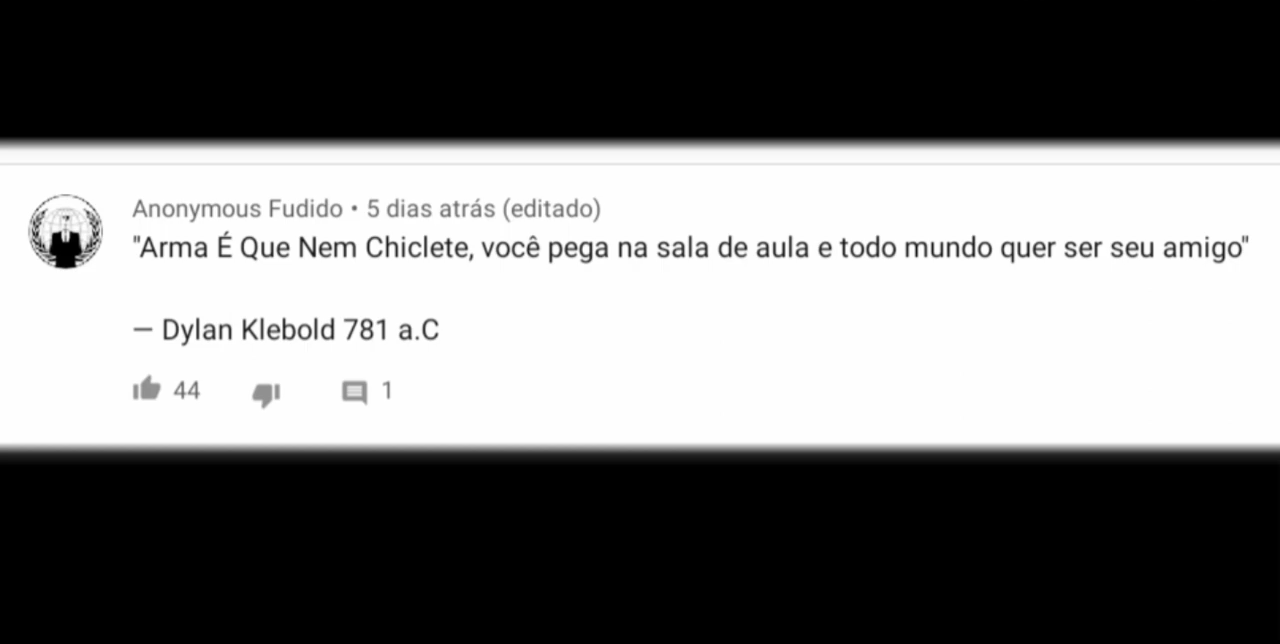 Anonymous Fudido • 5 dias atrás (editado)
"Arma É Que Nem Chiclete, você pega na sala de aula e todo mundo quer ser seu amigo"
— Dylan Klebold 781 a.C
44 1